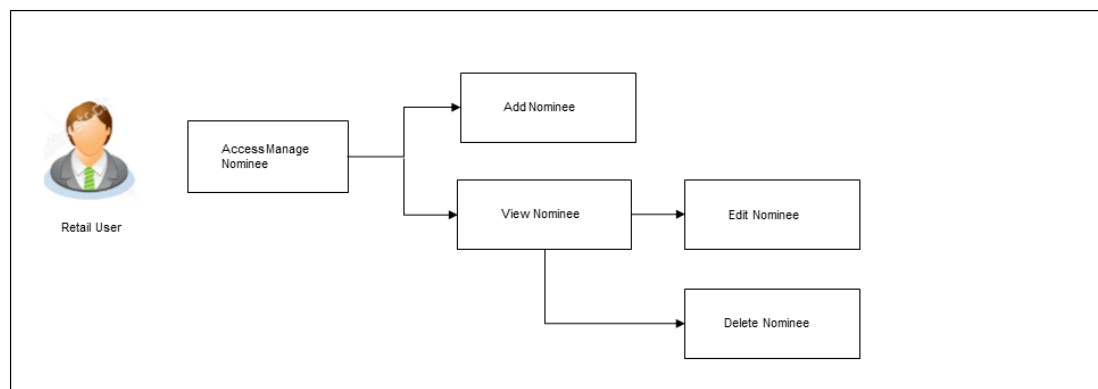 Add Nominee
AccessManage
Nominee
View Nominee
Edit Nominee
Retail User
Delete Nominee